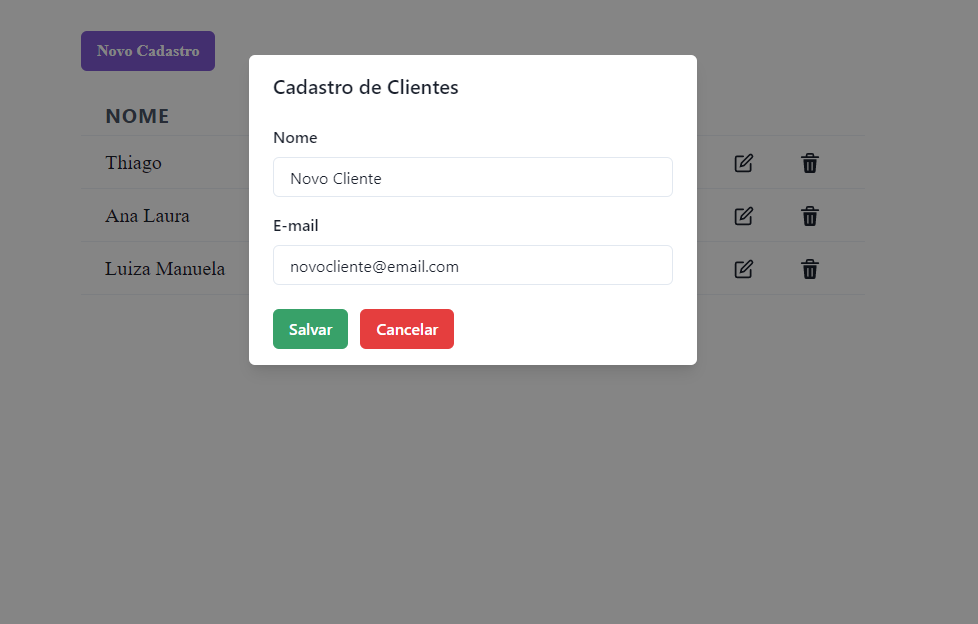 Novo Cadastro
Cadastro de Clientes
NOME
Nome
Thiago
Novo Cliente
Ana Laura
E-mail
Luiza Manuela
novocliente@email.com
Salvar Cancelar